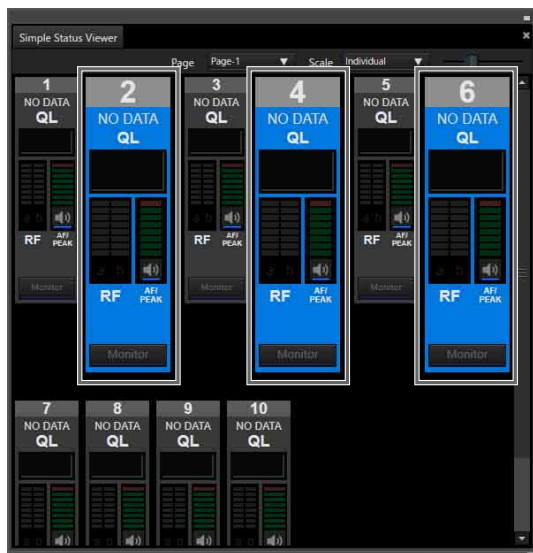 Simple Status Viewer
Page Page-1 Scale Individual
1 2 3 4 5 6
NO DATA NO DATA NO DATA NO DATA NO DATA NO DATA
QL QL QL QL QL QL
a b a b a b a b a b a b
RF AF/PEAK RF AF/PEAK RF AF/PEAK RF AF/PEAK RF AF/PEAK RF AF/PEAK
Monitor Monitor Monitor Monitor Monitor Monitor
7 8 9 10
NO DATA NO DATA NO DATA NO DATA
QL QL QL QL